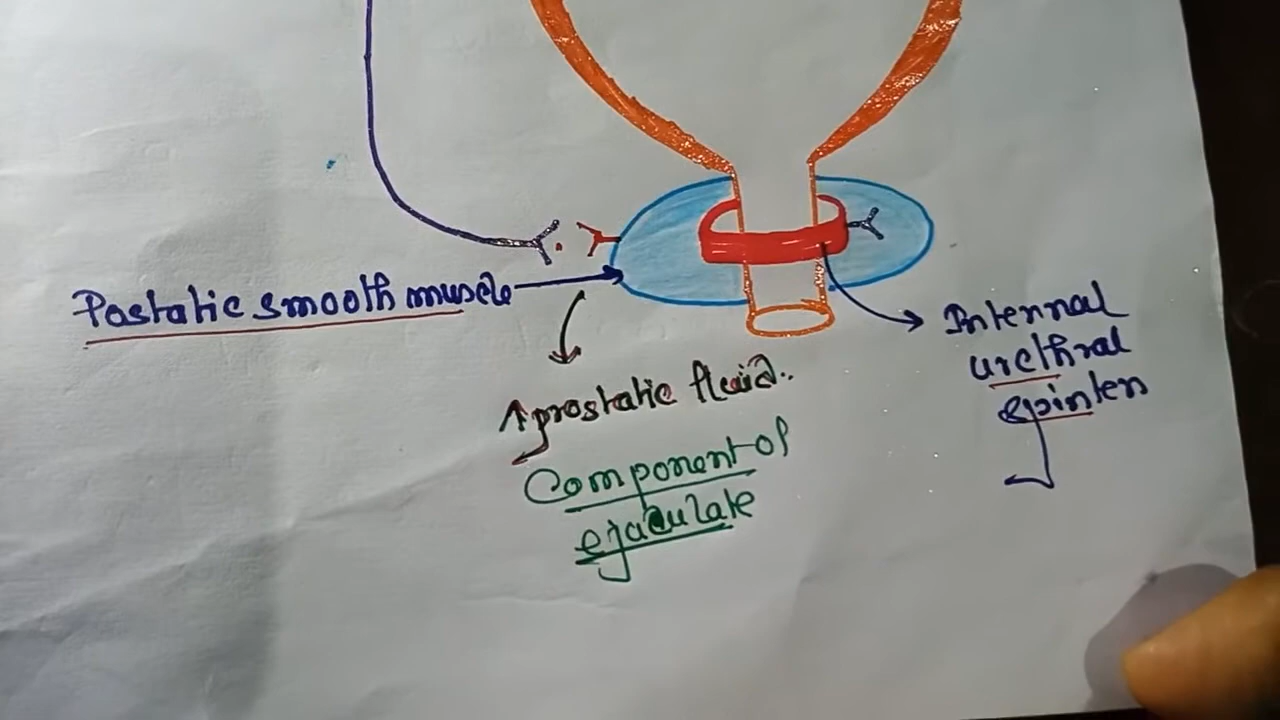 Postatic smooth muscle
↑prostatic fluid..
Component of
ejaculate
Internal
urethral
spinter